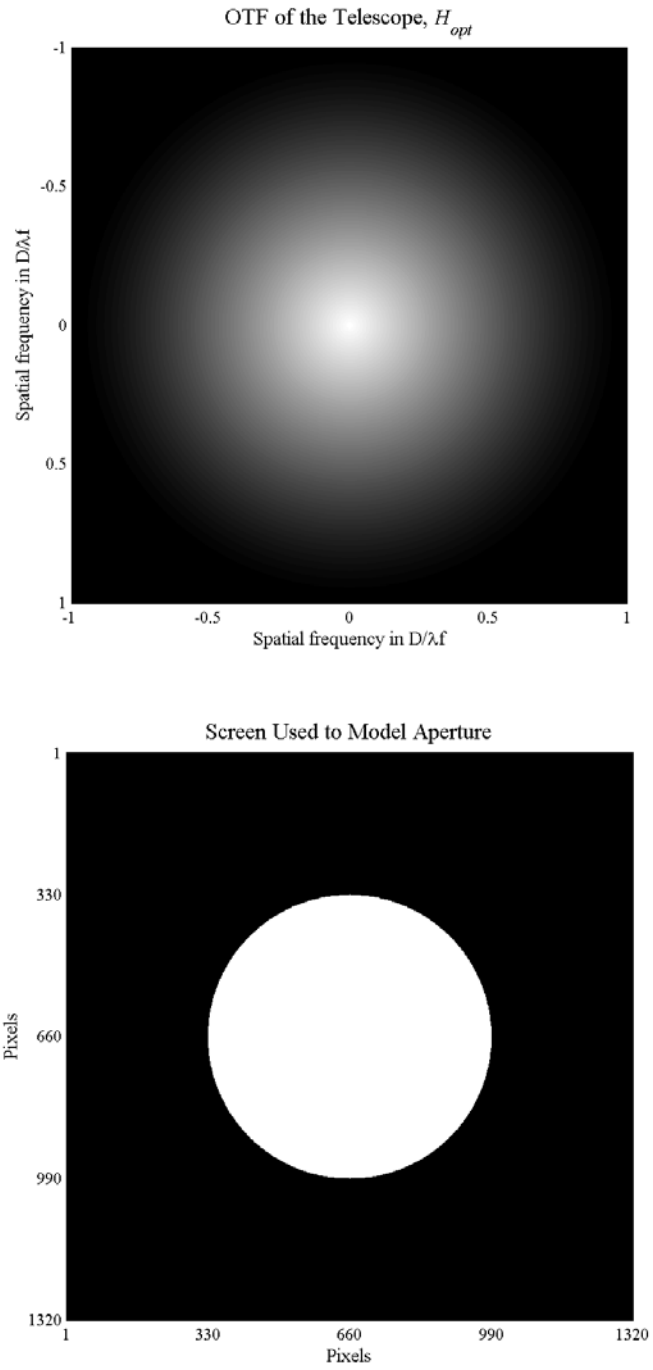 OTF of the Telescope, H_opt
-1
-0.5
0
0.5
1
Spatial frequency in D/λf
-1 -0.5 0 0.5 1
Spatial frequency in D/λf
Screen Used to Model Aperture
1
330
660
990
1320
Pixels
1 330 660 990 1320
Pixels